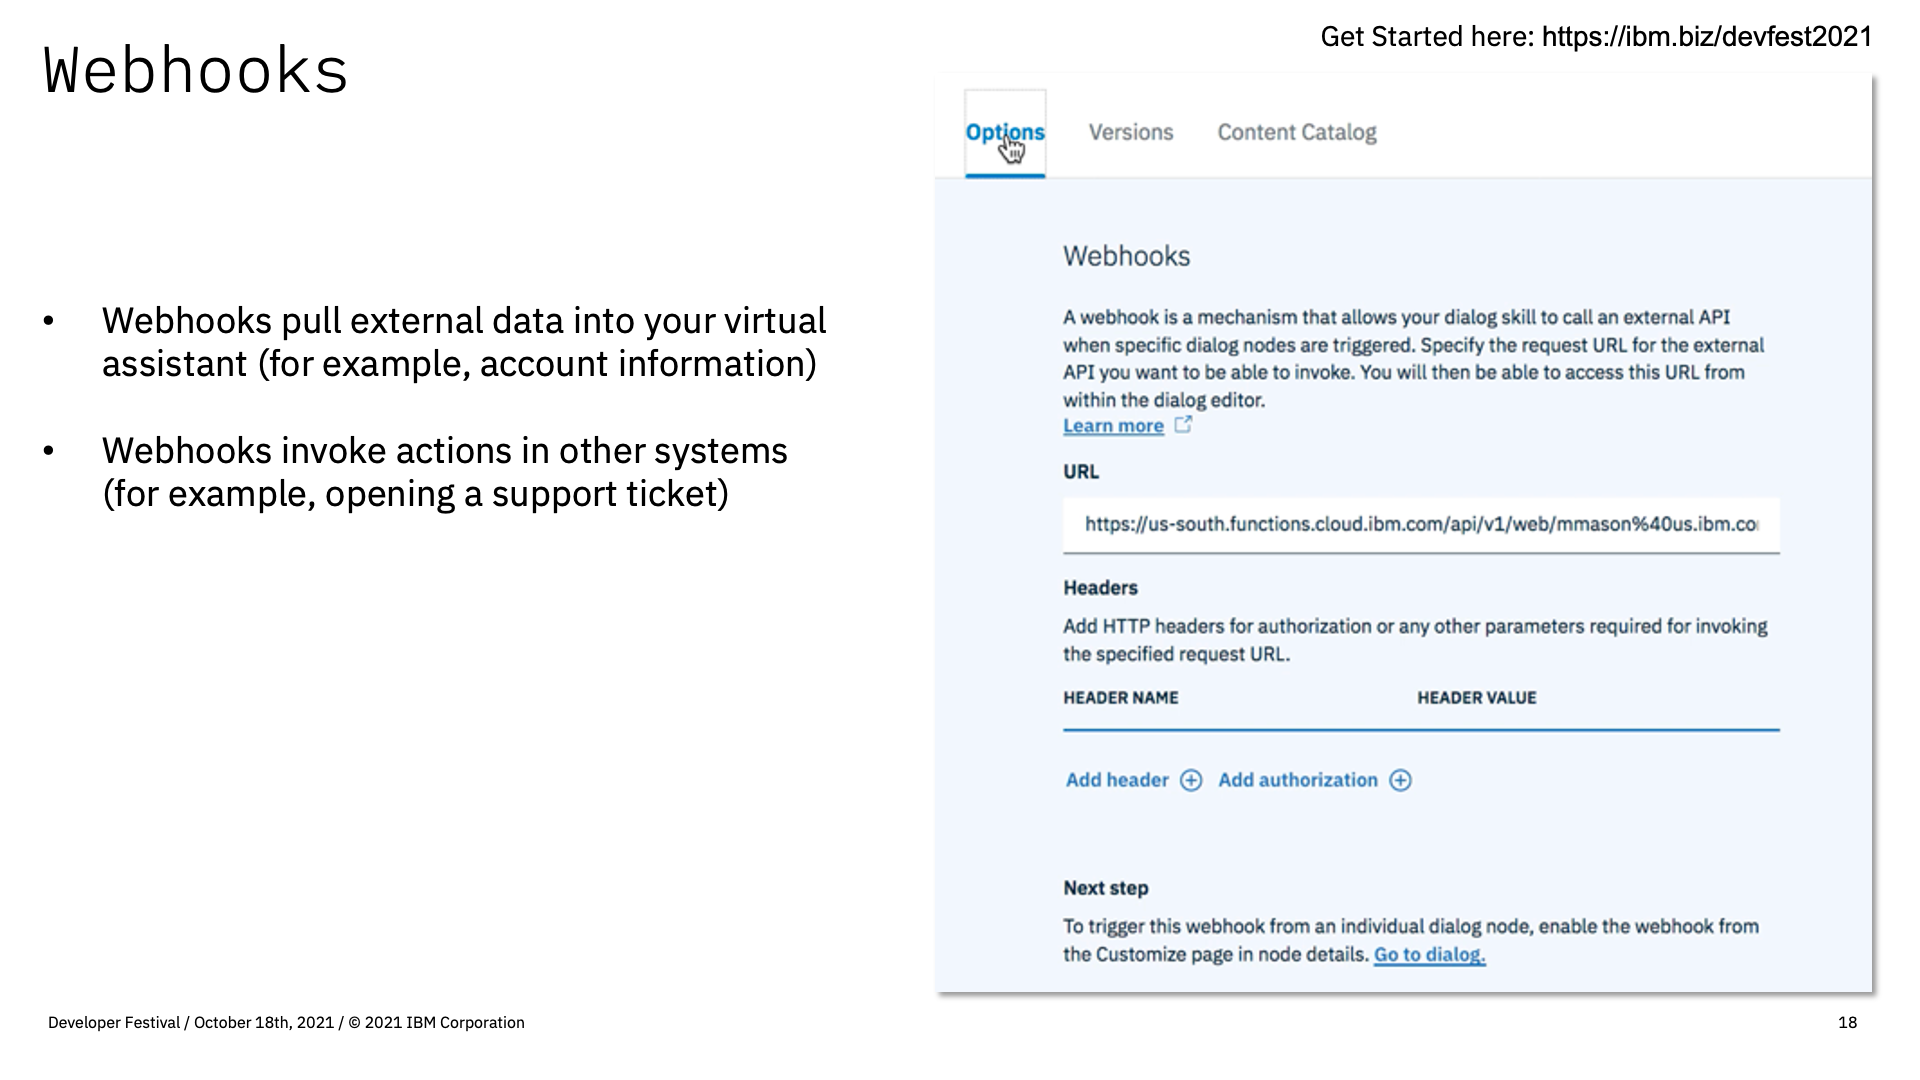 Get Started here: https://ibm.biz/devfest2021
Webhooks
• Webhooks pull external data into your virtual
assistant (for example, account information)
• Webhooks invoke actions in other systems
(for example, opening a support ticket)
Options Versions Content Catalog
Webhooks
A webhook is a mechanism that allows your dialog skill to call an external API
when specific dialog nodes are triggered. Specify the request URL for the external
API you want to be able to invoke. You will then be able to access this URL from
within the dialog editor.
Learn more
URL
https://us-south.functions.cloud.ibm.com/api/v1/web/mmason%40us.ibm.co
Headers
Add HTTP headers for authorization or any other parameters required for invoking
the specified request URL.
HEADER NAME HEADER VALUE
Add header Add authorization
Next step
To trigger this webhook from an individual dialog node, enable the webhook from
the Customize page in node details. Go to dialog.
Developer Festival / October 18th, 2021 / © 2021 IBM Corporation
18